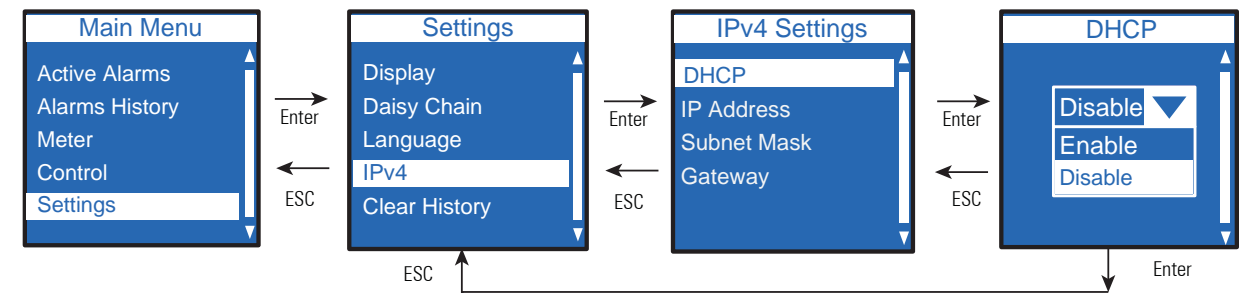 Main Menu
Active Alarms
Alarms History
Meter
Control
Settings
Enter
ESC
Settings
Display
Daisy Chain
Language
IPv4
Clear History
Enter
ESC
IPv4 Settings
DHCP
IP Address
Subnet Mask
Gateway
Enter
ESC
DHCP
Disable
Enable
Disable
ESC
Enter